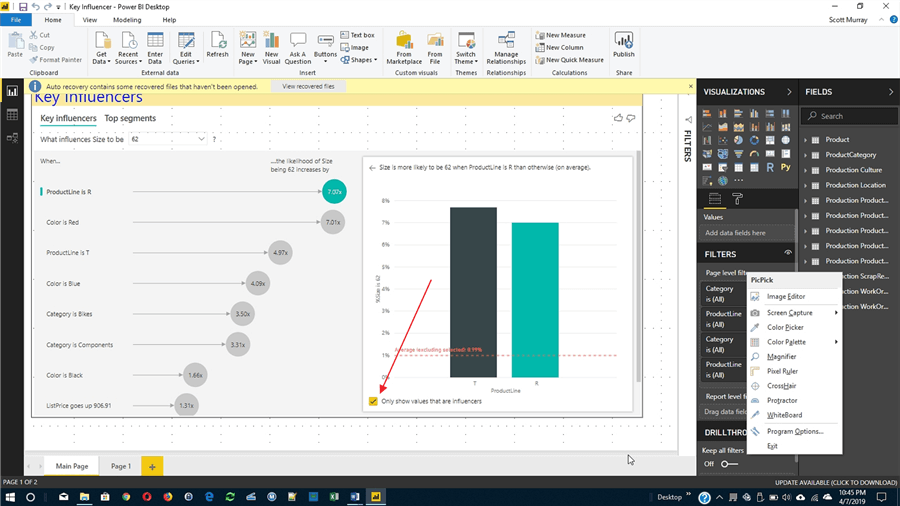 Key Influencer - Power BI Desktop
Scott Murray
File Home View Modeling Help
Paste
Cut
Copy
Format Painter
Clipboard
Get Data
Recent Sources
Enter Data
Edit Queries
Refresh
External data
New Page
New Visual
Ask A Question
Buttons
Text box
Image
Shapes
Insert
From Marketplace
From File
Custom visuals
Switch Theme
Themes
Manage Relationships
Relationships
New Measure
New Column
New Quick Measure
Calculations
Publish
Share
Auto recovery contains some recovered files that haven't been opened.
View recovered files
Key Influencers
Key influencers Top segments
What influences Size to be 62 ?
When...
...the likelihood of Size
being 62 increases by
ProductLine is R 7.07x
Color is Red 7.01x
ProductLine is T 4.97x
Color is Blue 4.09x
Category is Bikes 3.50x
Category is Components 3.31x
Color is Black 1.66x
ListPrice goes up 906.91 1.31x
Size is more likely to be 62 when ProductLine is R than otherwise (on average).
8%
7%
6%
5%
4%
3%
2%
1%
0%
%Size is 62
Average (excluding selected): 0.99%
T R
ProductLine
Only show values that are influencers
FILTERS
VISUALIZATIONS
R Py
Values
Add data fields here
FILTERS
Page level filt
Category
is (All)
ProductLine
is (All)
Category
is (All)
ProductLine
is (All)
Report level f
Drag data fiel
DRILLTHRO
Keep all filters
Off
FIELDS
Search
Product
ProductCategory
Production Culture
Production Location
Production Produc...
Production Produc...
Production Produc...
Production Produc...
Production Produc...
Production ScrapRe...
Production WorkOr...
Production WorkOr...
PicPick
Image Editor
Screen Capture
Color Picker
Color Palette
Magnifier
Pixel Ruler
CrossHair
Protractor
WhiteBoard
Program Options...
Exit
Main Page Page 1 +
PAGE 1 OF 2
UPDATE AVAILABLE (CLICK TO DOWNLOAD)
Desktop
10:45 PM
4/7/2019